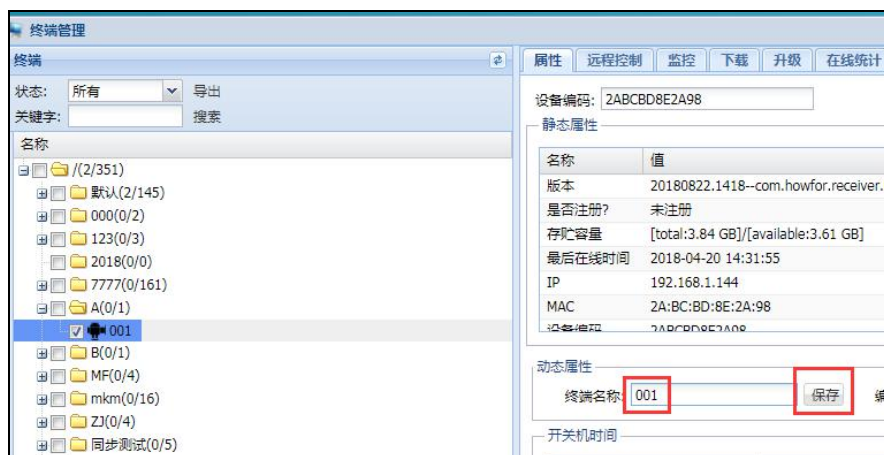 终端管理
终端
状态: 所有 导出
关键字: 搜索
名称
/(2/351)
默认(2/145)
000(0/2)
123(0/3)
2018(0/0)
7777(0/161)
A(0/1)
001
B(0/1)
MF(0/4)
mkm(0/16)
ZJ(0/4)
同步测试(0/5)
属性 远程控制 监控 下载 升级 在线统计
设备编码: 2ABCBD8E2A98
静态属性
名称 值
版本 20180822.1418--com.howfor.receiver.
是否注册? 未注册
存贮容量 [total:3.84 GB]/[available:3.61 GB]
最后在线时间 2018-04-20 14:31:55
IP 192.168.1.144
MAC 2A:BC:BD:8E:2A:98
设备编码 2ABCBD8E2A98
动态属性
终端名称: 001 保存
开关机时间